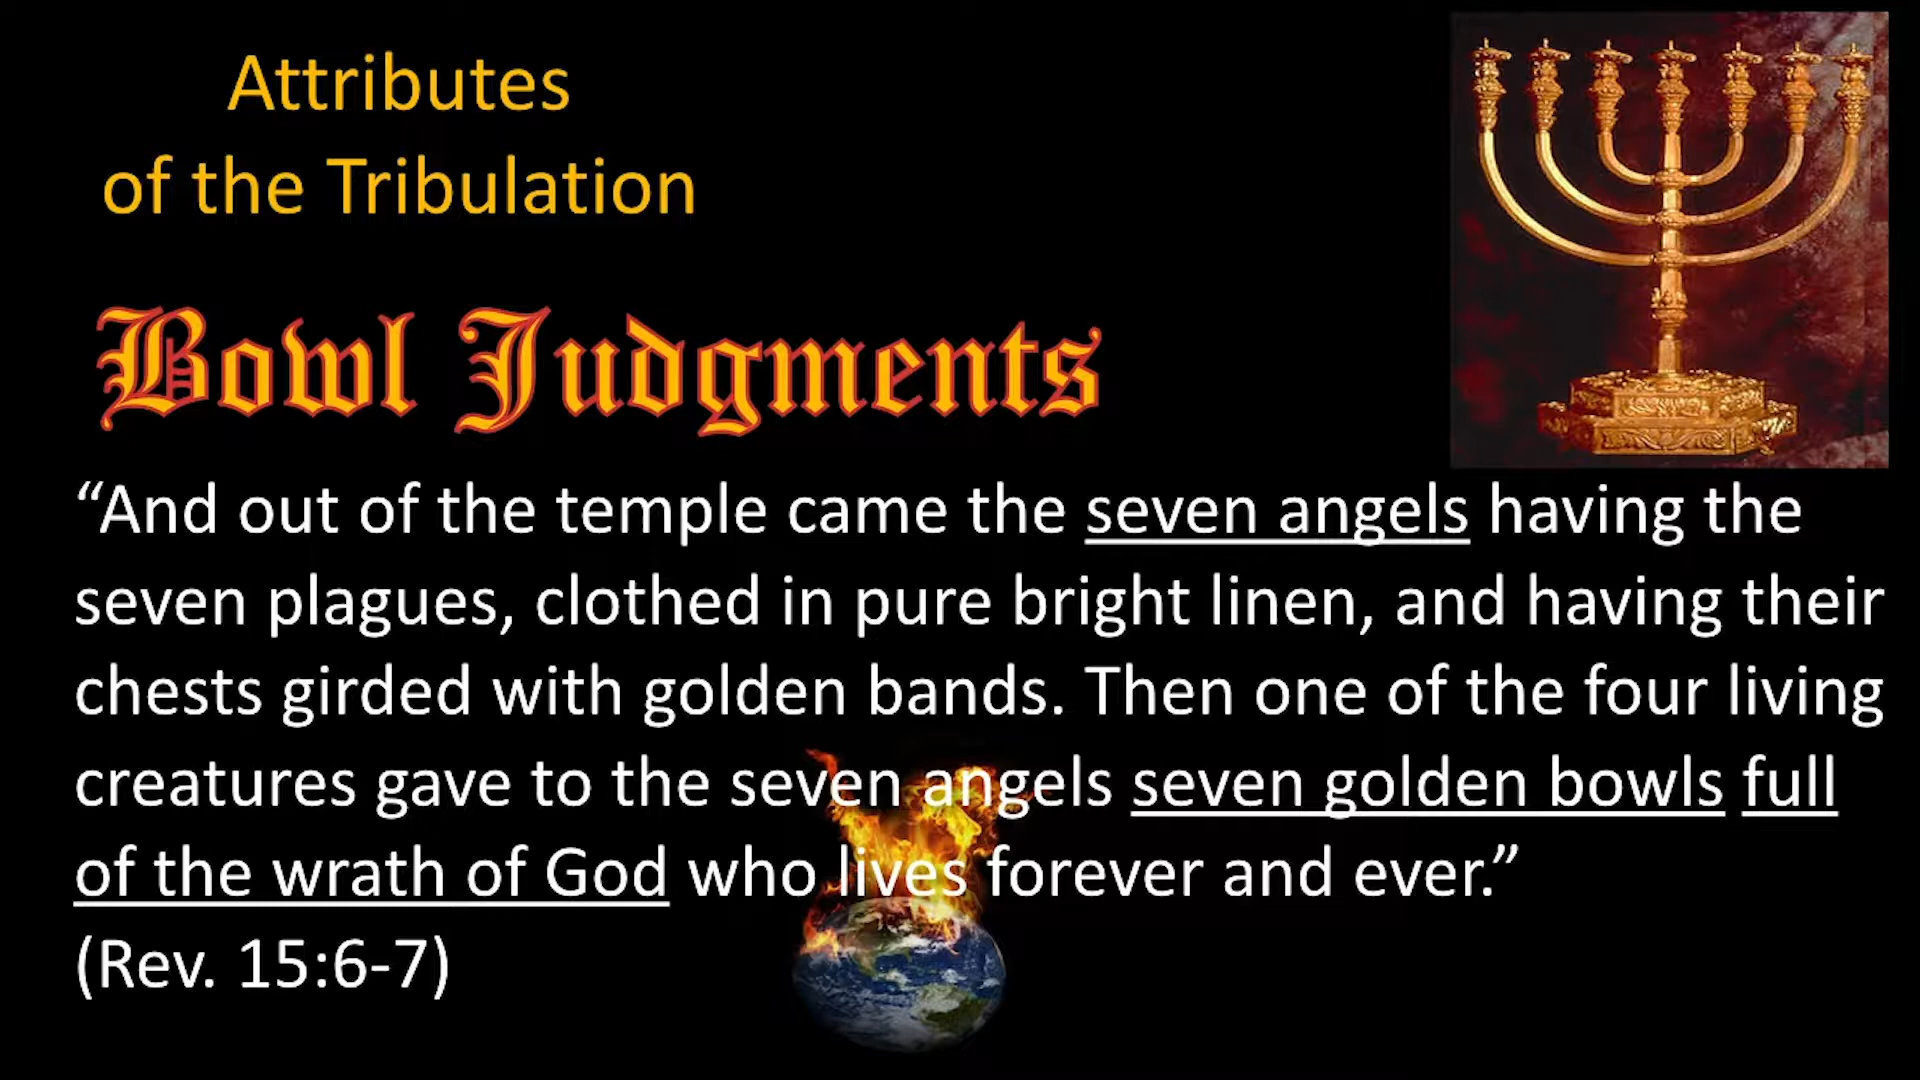 Attributes
of the Tribulation
Bowl Judgments
“And out of the temple came the seven angels having the
seven plagues, clothed in pure bright linen, and having their
chests girded with golden bands. Then one of the four living
creatures gave to the seven angels seven golden bowls full
of the wrath of God who lives forever and ever.”
(Rev. 15:6-7)